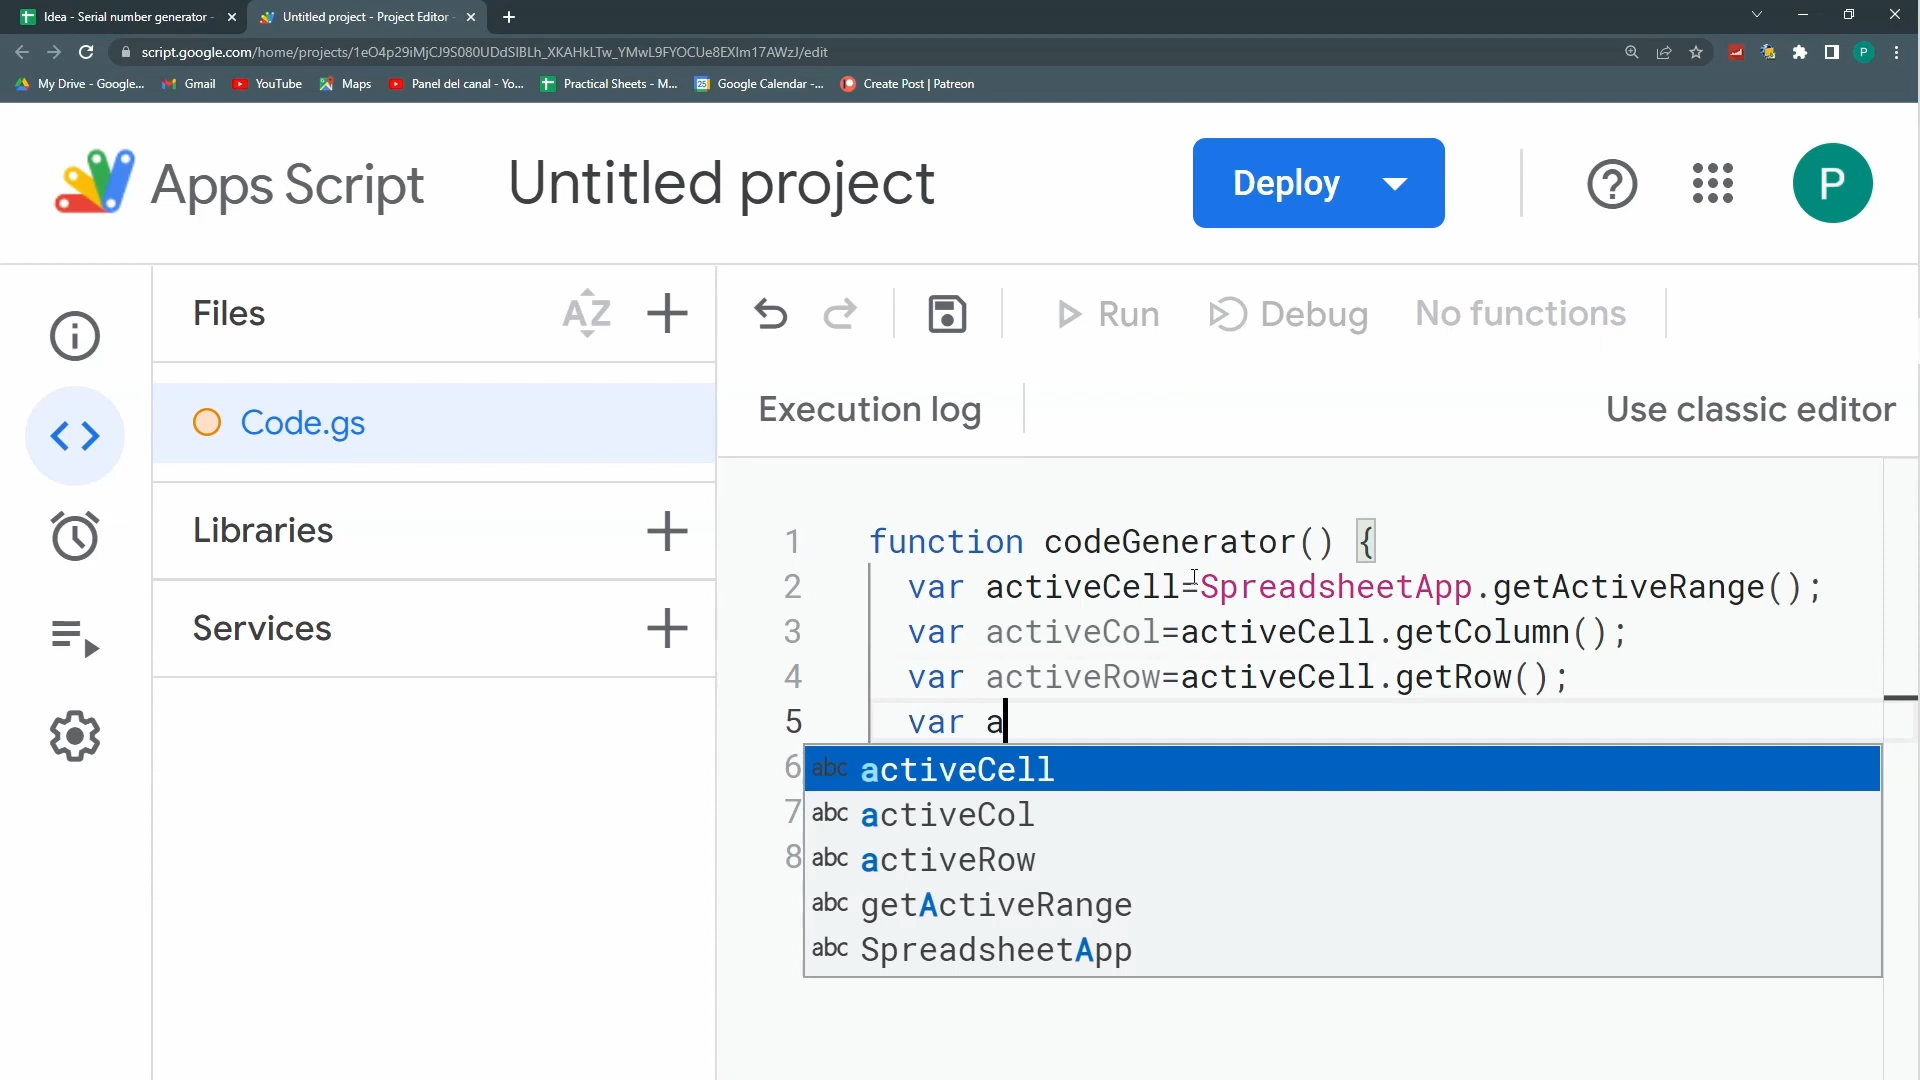 Idea - Serial number generator -
Untitled project - Project Editor -
script.google.com/home/projects/1eO4p29iMjCJ9S080UDdSIBLh_XKAHkLTw_YMwL9FYOCUe8EXIm17AWzJ/edit
P
My Drive - Google...
Gmail
YouTube
Maps
Panel del canal - Yo...
Practical Sheets - M...
Google Calendar -...
Create Post | Patreon
Apps Script
Untitled project
Deploy
P
Files
AZ
Run
Debug
No functions
Code.gs
Execution log
Use classic editor
Libraries
Services
1 function codeGenerator() {
2 var activeCell=SpreadsheetApp.getActiveRange();
3 var activeCol=activeCell.getColumn();
4 var activeRow=activeCell.getRow();
5 var a
6 abc activeCell
7 abc activeCol
8 abc activeRow
abc getActiveRange
abc SpreadsheetApp